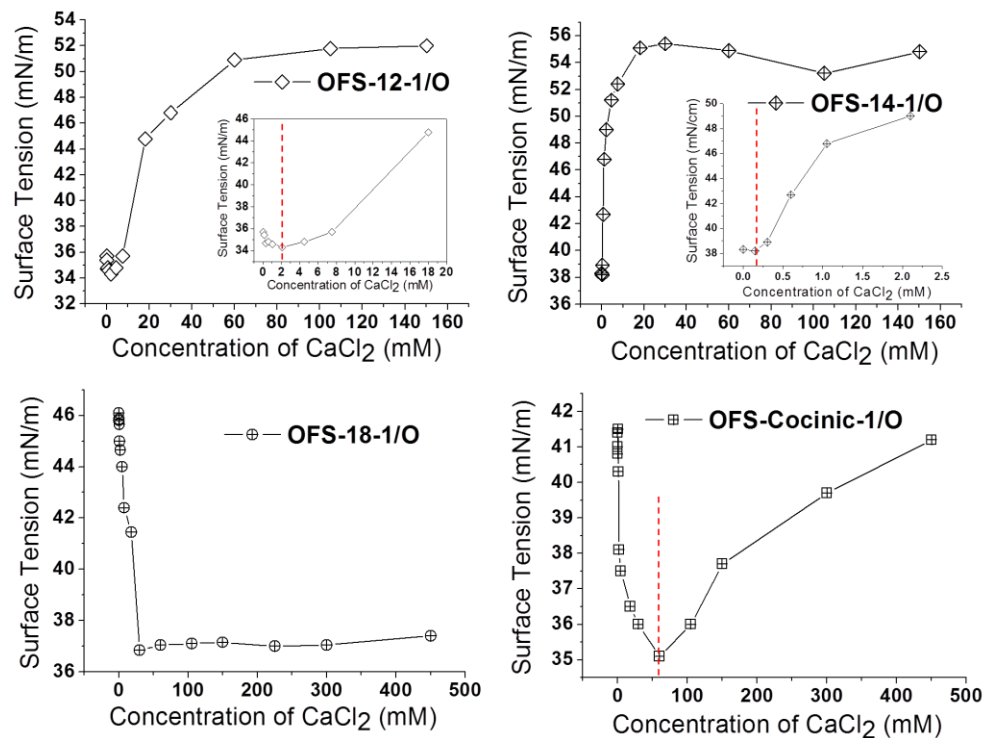 54
52
50
48
46
44
42
40
38
36
34
32
Surface Tension (mN/m)
OFS-12-1/O
46
44
42
40
38
36
34
Surface Tension (mN/m)
0 2 4 6 8 10 12 14 16 18 20
Concentration of CaCl₂ (mM)
0 20 40 60 80 100 120 140 160
Concentration of CaCl₂ (mM)
56
54
52
50
48
46
44
42
40
38
36
Surface Tension (mN/m)
OFS-14-1/O
50
48
46
44
42
40
38
Surface Tension (mN/cm)
0.0 0.5 1.0 1.5 2.0 2.5
Concentration of CaCl₂ (mM)
0 20 40 60 80 100 120 140 160
Concentration of CaCl₂ (mM)
46
44
42
40
38
36
Surface Tension (mN/m)
OFS-18-1/O
0 100 200 300 400 500
Concentration of CaCl₂ (mM)
42
41
40
39
38
37
36
35
Surface Tension (mN/m)
OFS-Cocinic-1/O
0 100 200 300 400 500
Concentration of CaCl₂ (mM)